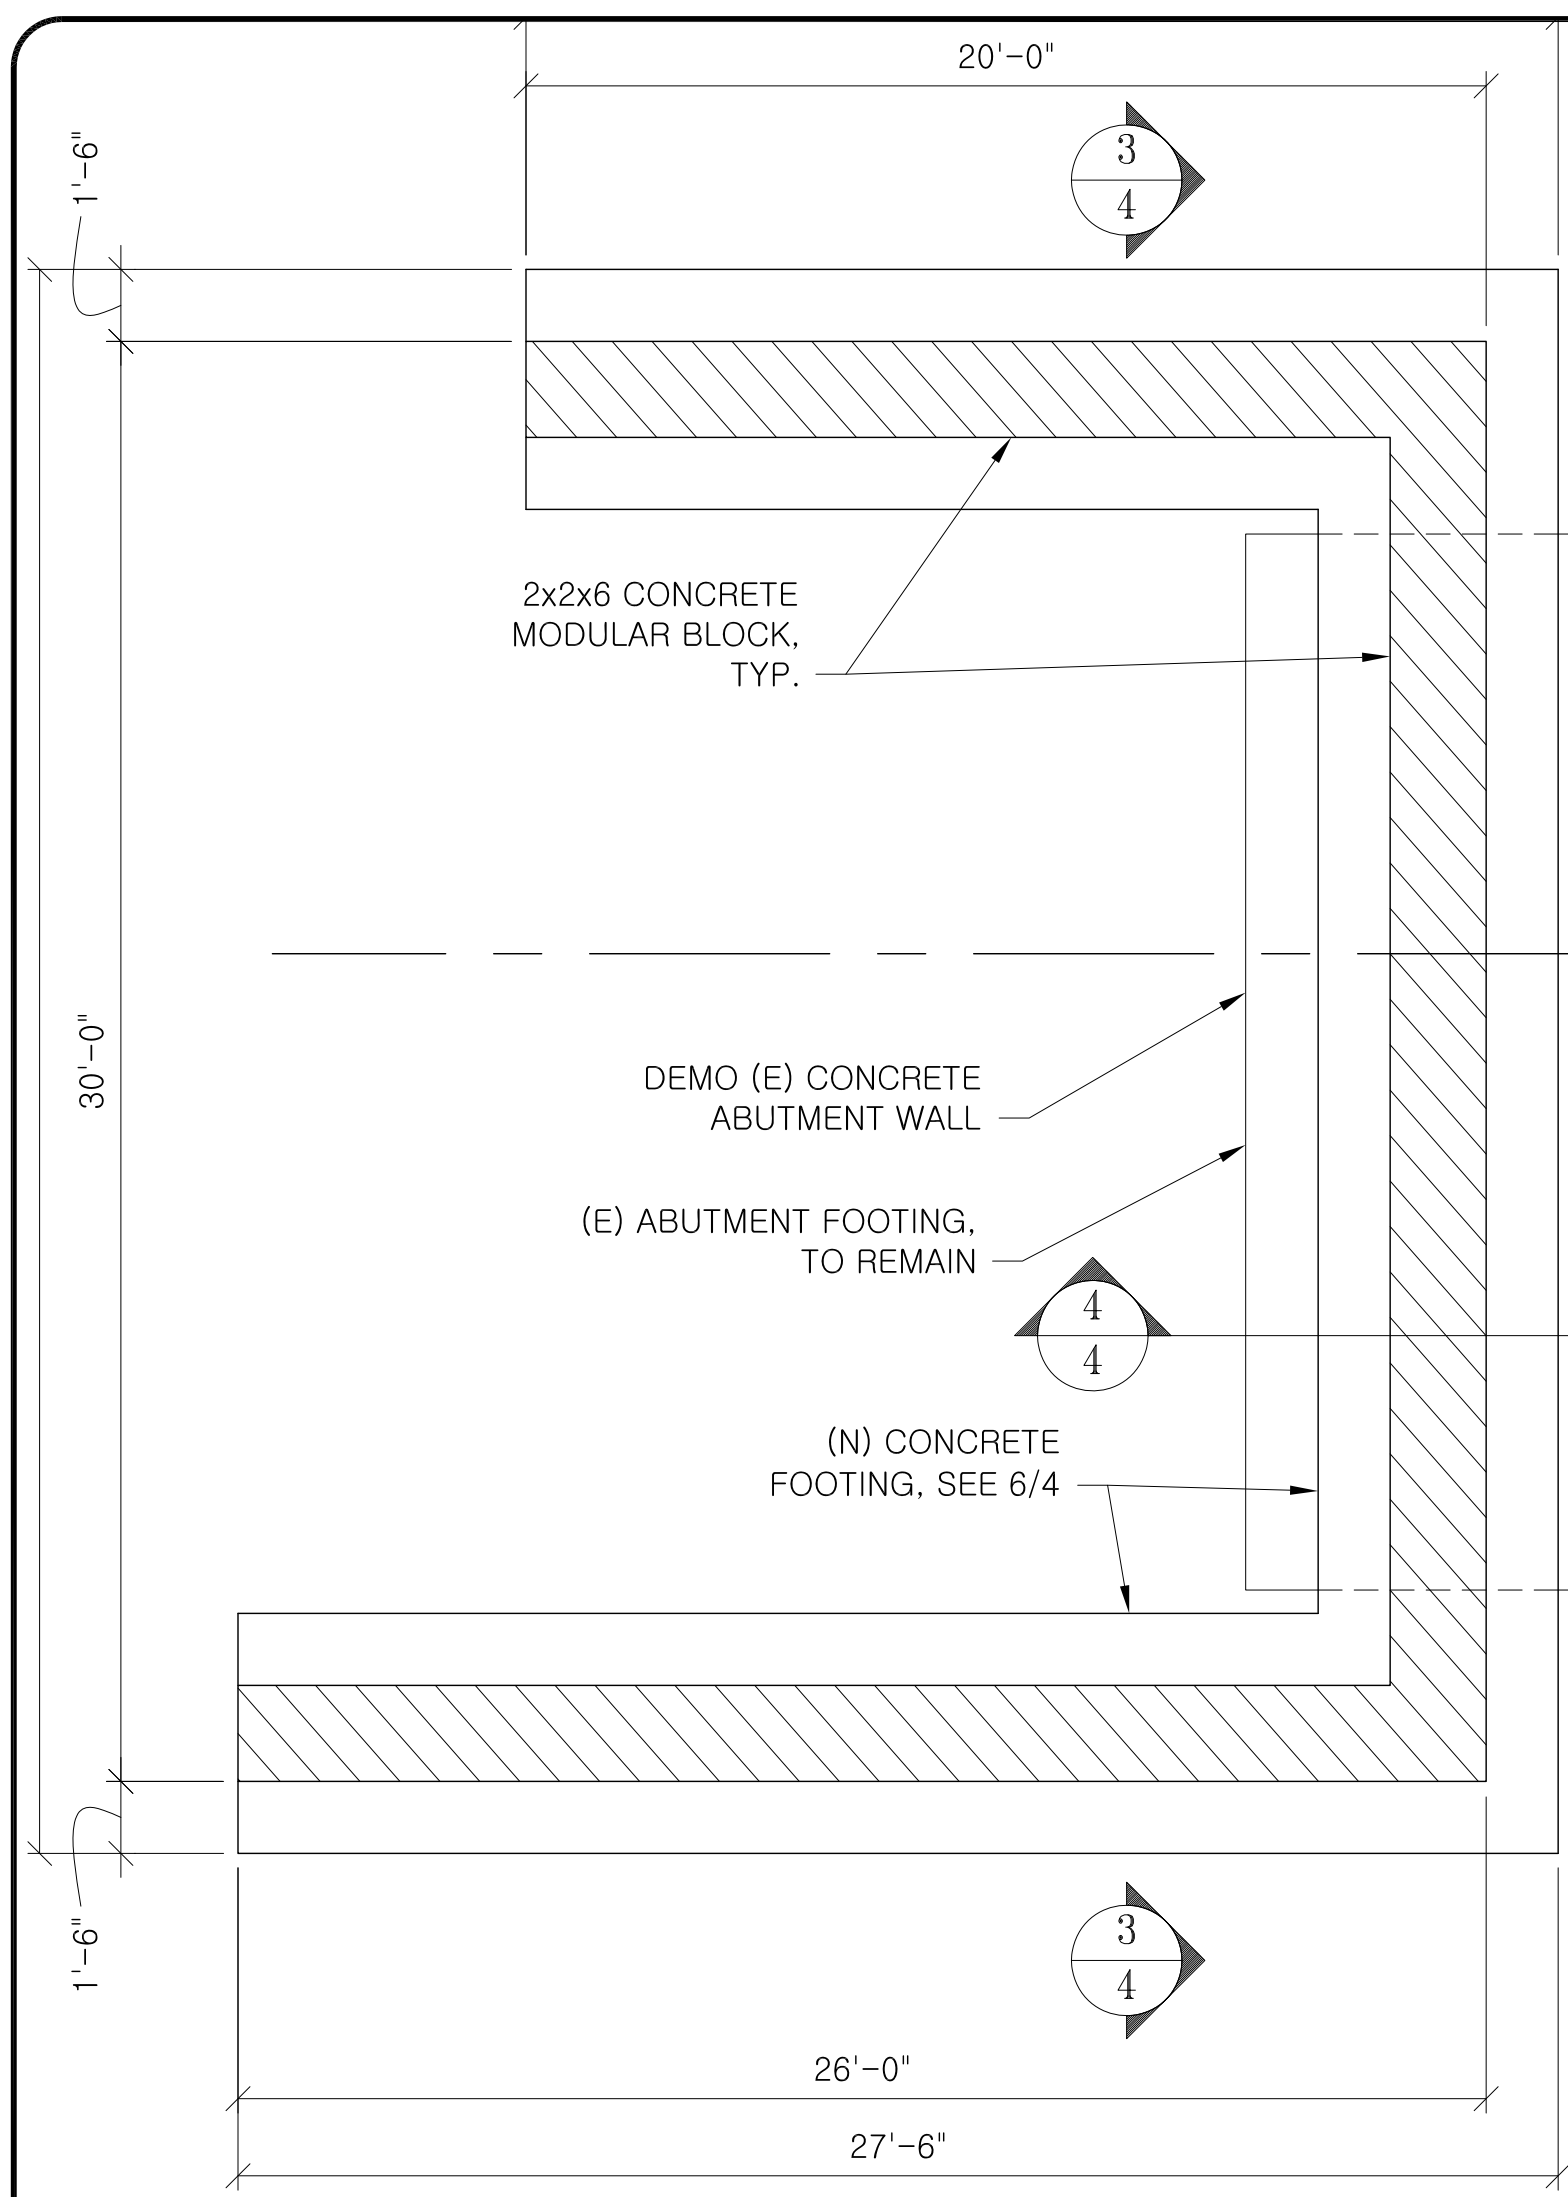 20'-0"
3
4
1'-6"
2x2x6 CONCRETE
MODULAR BLOCK,
TYP.
30'-0"
DEMO (E) CONCRETE
ABUTMENT WALL
(E) ABUTMENT FOOTING,
TO REMAIN
4
4
(N) CONCRETE
FOOTING, SEE 6/4
1'-6"
3
4
26'-0"
27'-6"